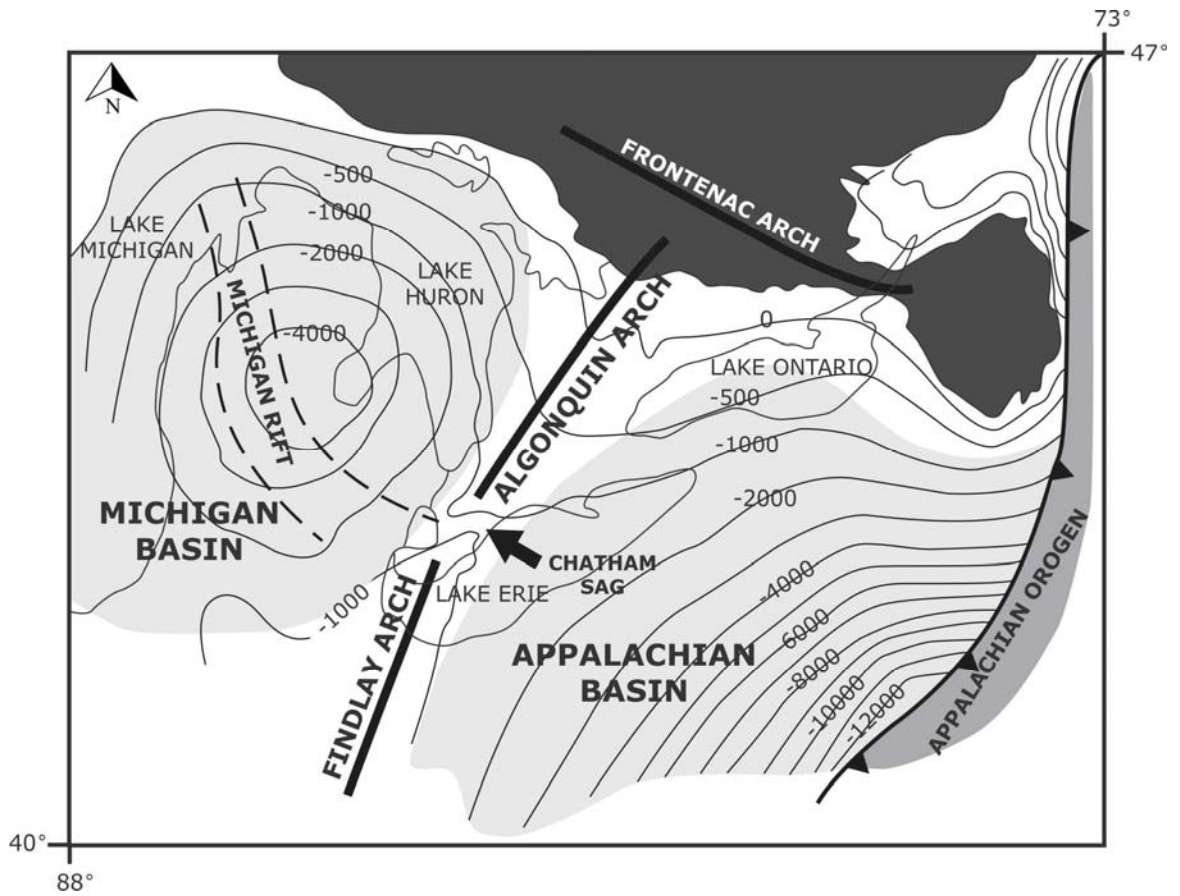 73°
47°
N
FRONTENAC ARCH
-500
-1000
LAKE
MICHIGAN
-2000
LAKE
HURON
MICHIGAN RIFT
-4000
ALGONQUIN ARCH
0
LAKE ONTARIO
-500
-1000
-2000
MICHIGAN
BASIN
CHATHAM
SAG
-1000
LAKE ERIE
FINDLAY ARCH
APPALACHIAN
BASIN
-4000
-6000
-8000
-10000
-12000
APPALACHIAN OROGEN
40°
88°